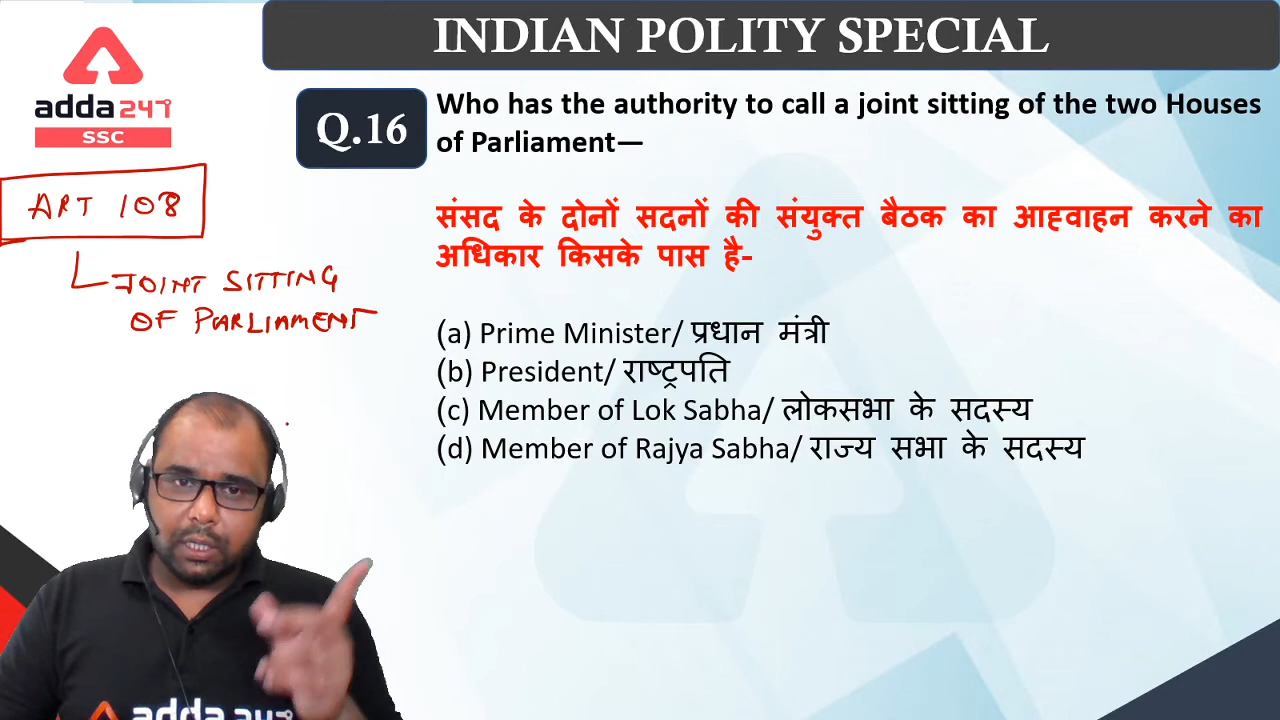 INDIAN POLITY SPECIAL
adda247
SSC
Q.16
Who has the authority to call a joint sitting of the two Houses
of Parliament—
संसद के दोनों सदनों की संयुक्त बैठक का आह्वाहन करने का
अधिकार किसके पास है-
(a) Prime Minister/ प्रधान मंत्री
(b) President/ राष्ट्रपति
(c) Member of Lok Sabha/ लोकसभा के सदस्य
(d) Member of Rajya Sabha/ राज्य सभा के सदस्य
ART 108
JOINT SITTING
OF PARLIAMENT
adda247